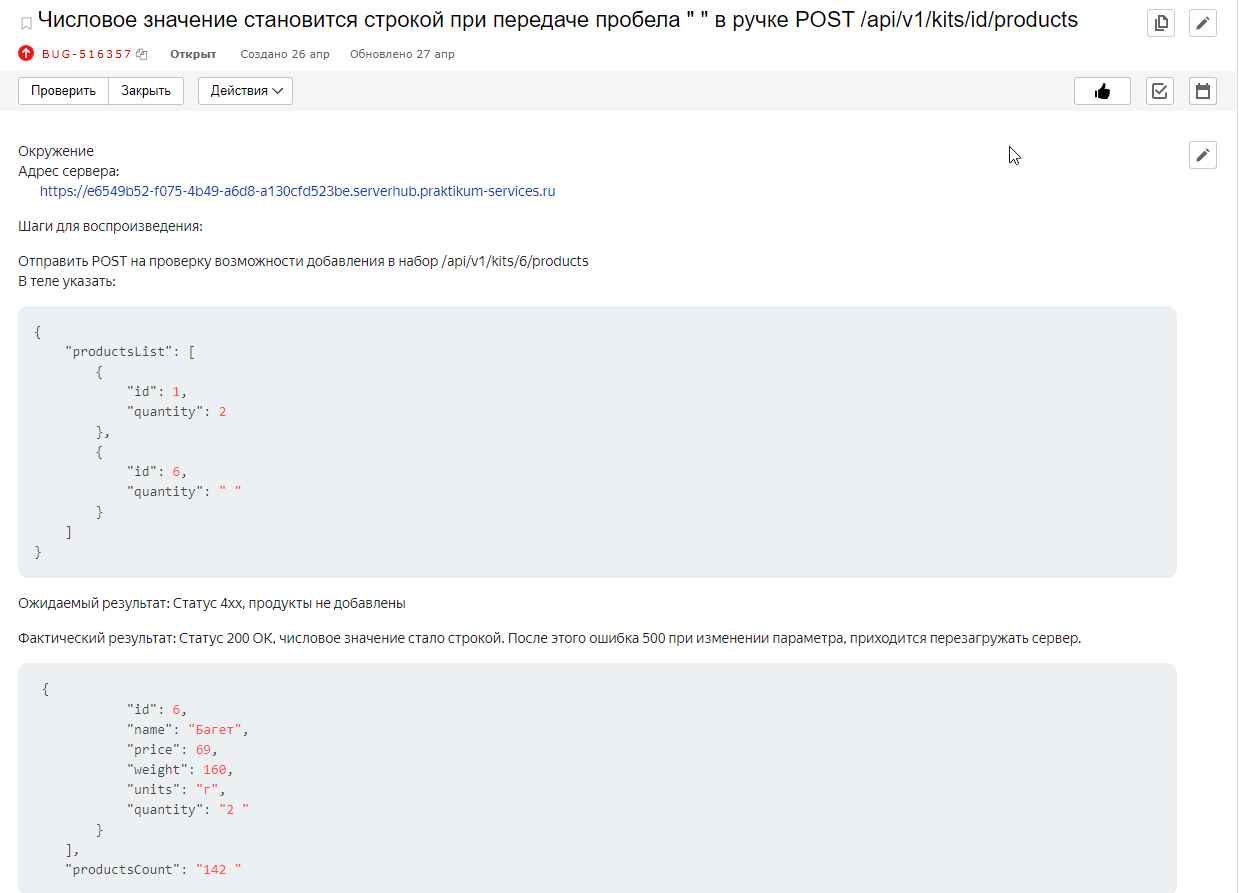 Числовое значение становится строкой при передаче пробела " " в ручке POST /api/v1/kits/id/products
BUG-516357 Открыт Создано 26 апр Обновлено 27 апр
Проверить Закрыть Действия
Окружение
Адрес сервера:
https://e6549b52-f075-4b49-a6d8-a130cfd523be.serverhub.praktikum-services.ru
Шаги для воспроизведения:
Отправить POST на проверку возможности добавления в набор /api/v1/kits/6/products
В теле указать:
{
"productsList": [
{
"id": 1,
"quantity": 2
},
{
"id": 6,
"quantity": " "
}
]
}
Ожидаемый результат: Статус 4xx, продукты не добавлены
Фактический результат: Статус 200 ОК, числовое значение стало строкой. После этого ошибка 500 при изменении параметра, приходится перезагружать сервер.
{
"id": 6,
"name": "Багет",
"price": 69,
"weight": 160,
"units": "г",
"quantity": "2 "
}
],
"productsCount": "142 "